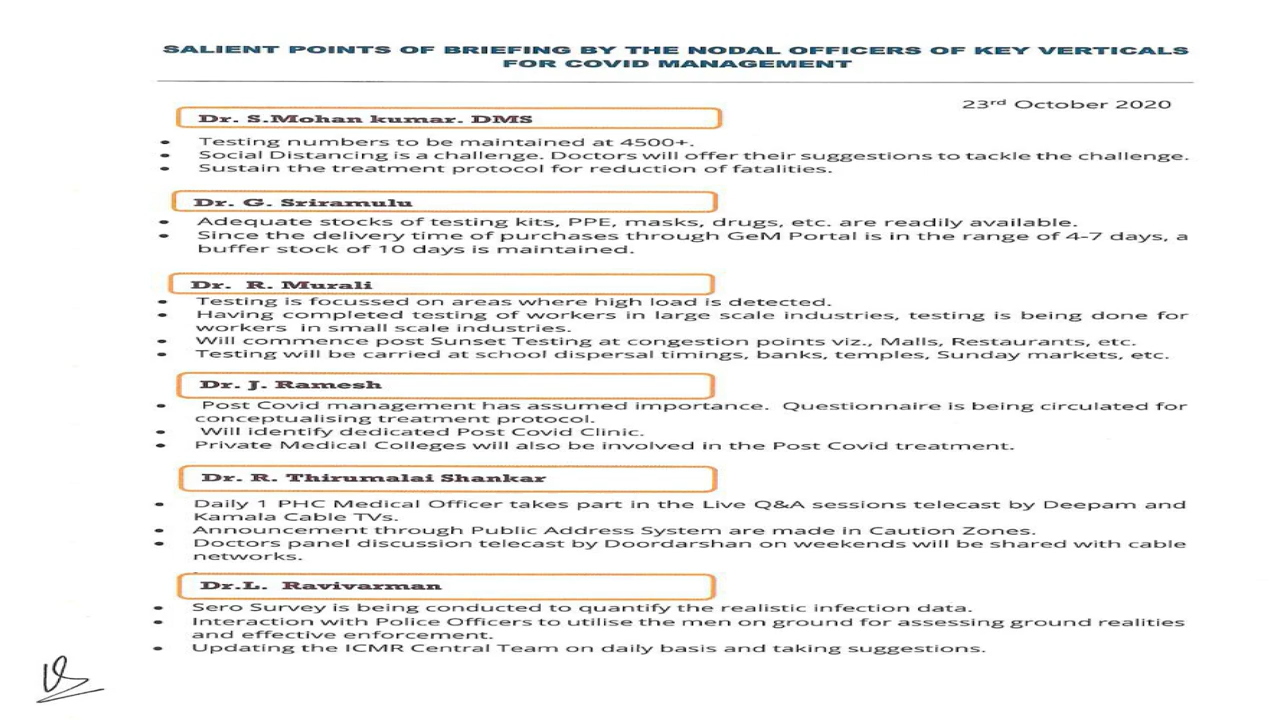 SALIENT POINTS OF BRIEFING BY THE NODAL OFFICERS OF KEY VERTICALS
FOR COVID MANAGEMENT
23rd October 2020
Dr. S.Mohan kumar. DMS
• Testing numbers to be maintained at 4500+.
• Social Distancing is a challenge. Doctors will offer their suggestions to tackle the challenge.
• Sustain the treatment protocol for reduction of fatalities.
Dr. G. Sriramulu
• Adequate stocks of testing kits, PPE, masks, drugs, etc. are readily available.
• Since the delivery time of purchases through GeM Portal is in the range of 4-7 days, a
buffer stock of 10 days is maintained.
Dr. R. Murali
• Testing is focussed on areas where high load is detected.
• Having completed testing of workers in large scale industries, testing is being done for
workers in small scale industries.
• Will commence post Sunset Testing at congestion points viz., Malls, Restaurants, etc.
• Testing will be carried at school dispersal timings, banks, temples, Sunday markets, etc.
Dr. J. Ramesh
• Post Covid management has assumed importance. Questionnaire is being circulated for
conceptualising treatment protocol.
• Will identify dedicated Post Covid Clinic.
• Private Medical Colleges will also be involved in the Post Covid treatment.
Dr. R. Thirumalai Shankar
• Daily 1 PHC Medical Officer takes part in the Live Q&A sessions telecast by Deepam and
Kamala Cable TVs.
• Announcement through Public Address System are made in Caution Zones.
• Doctors panel discussion telecast by Doordarshan on weekends will be shared with cable
networks.
Dr.L. Ravivarman
• Sero Survey is being conducted to quantify the realistic infection data.
• Interaction with Police Officers to utilise the men on ground for assessing ground realities
and effective enforcement.
• Updating the ICMR Central Team on daily basis and taking suggestions.